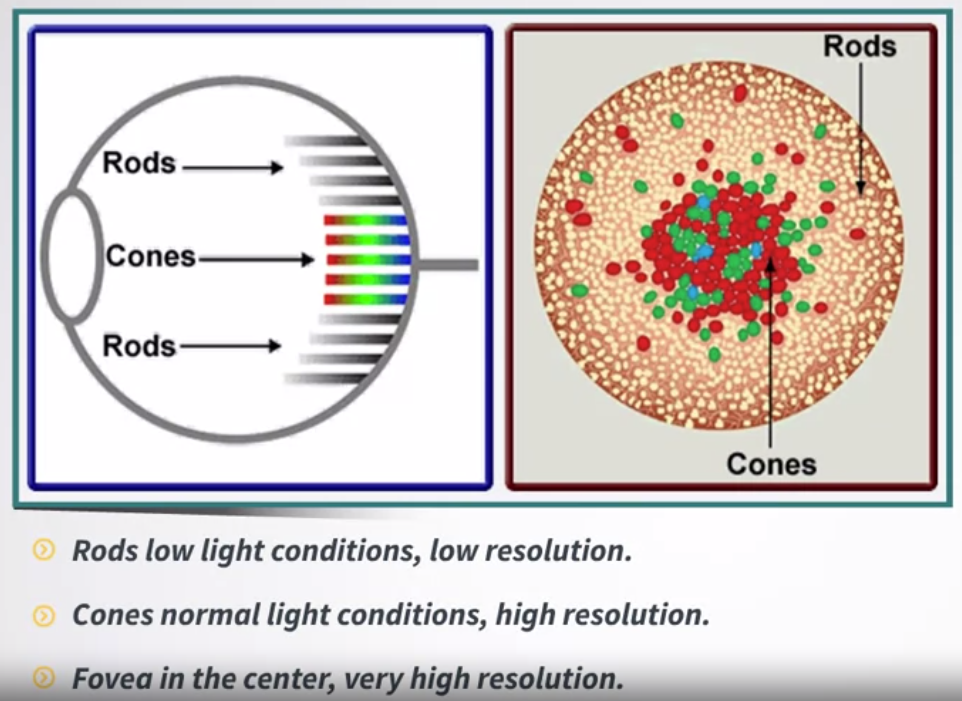 Rods
Cones
Rods
Rods
Cones
Rods low light conditions, low resolution.
Cones normal light conditions, high resolution.
Fovea in the center, very high resolution.